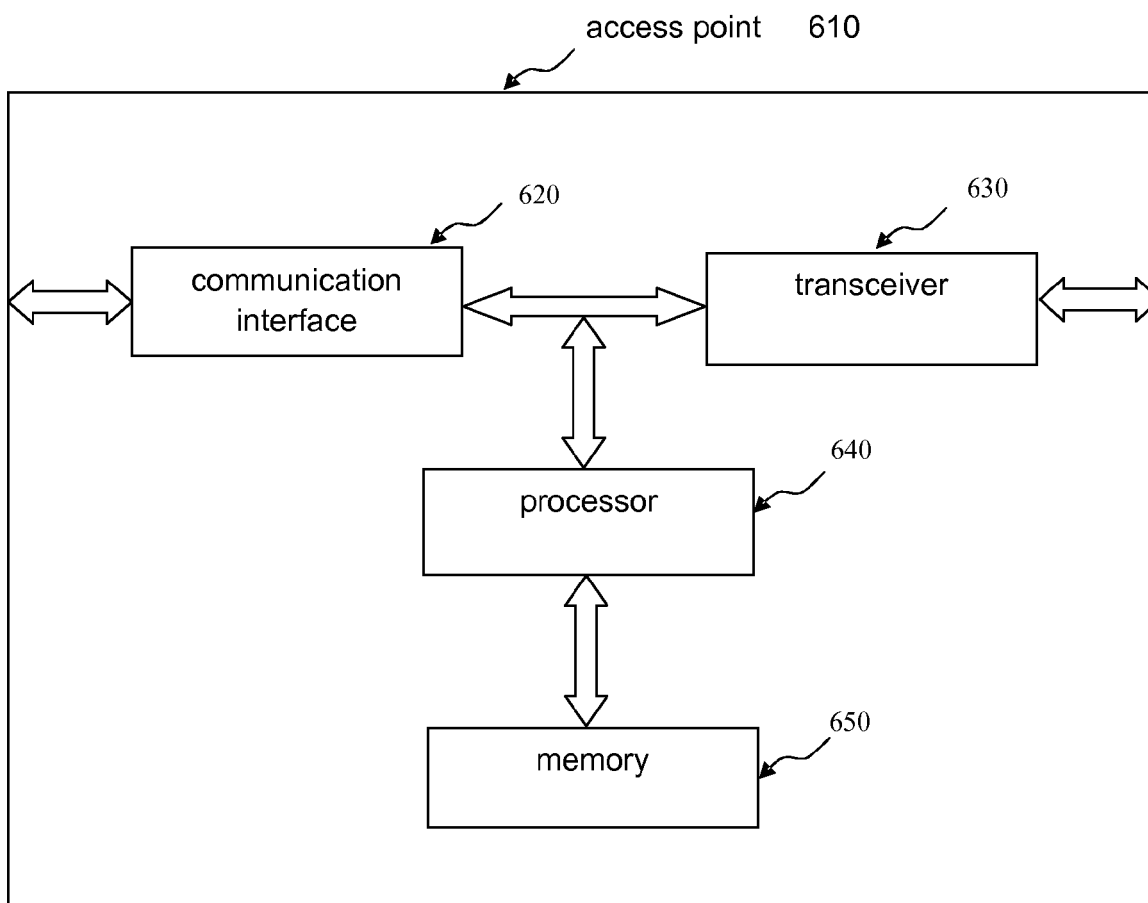 access point 610
620
630
communication
interface
transceiver
640
processor
650
memory